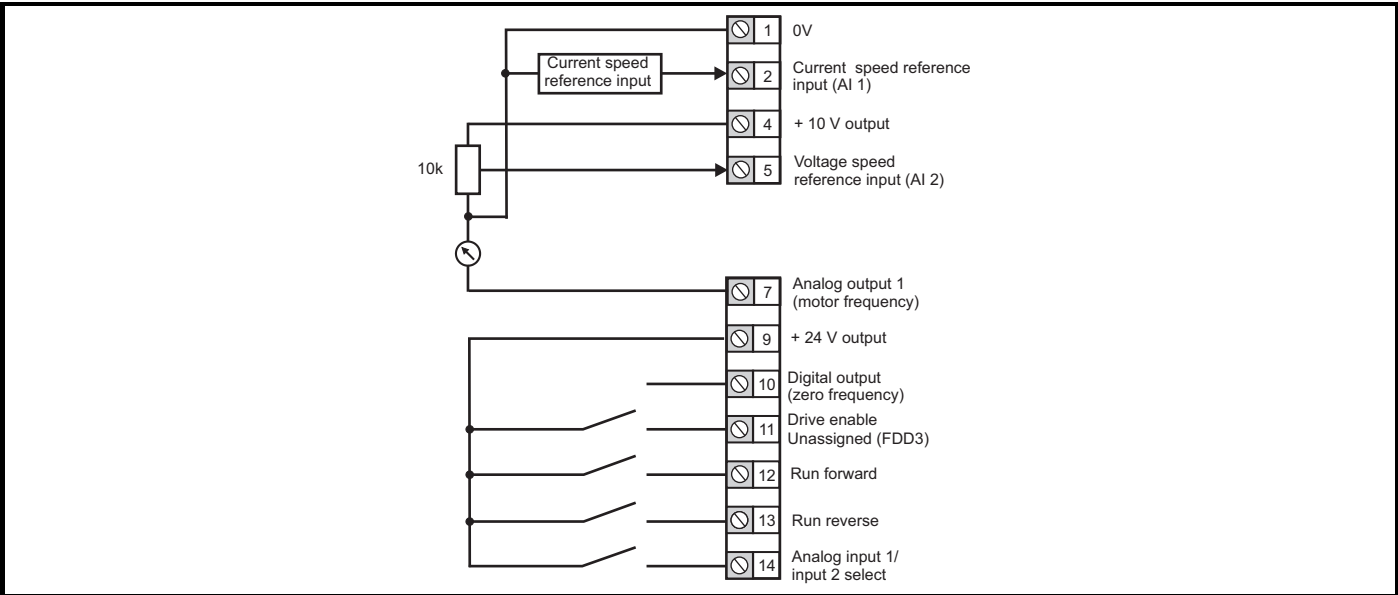 1 0V
Current speed
reference input
2 Current speed reference
input (AI 1)
4 + 10 V output
10k
5 Voltage speed
reference input (AI 2)
7 Analog output 1
(motor frequency)
9 + 24 V output
10 Digital output
(zero frequency)
11 Drive enable
Unassigned (FDD3)
12 Run forward
13 Run reverse
14 Analog input 1/
input 2 select